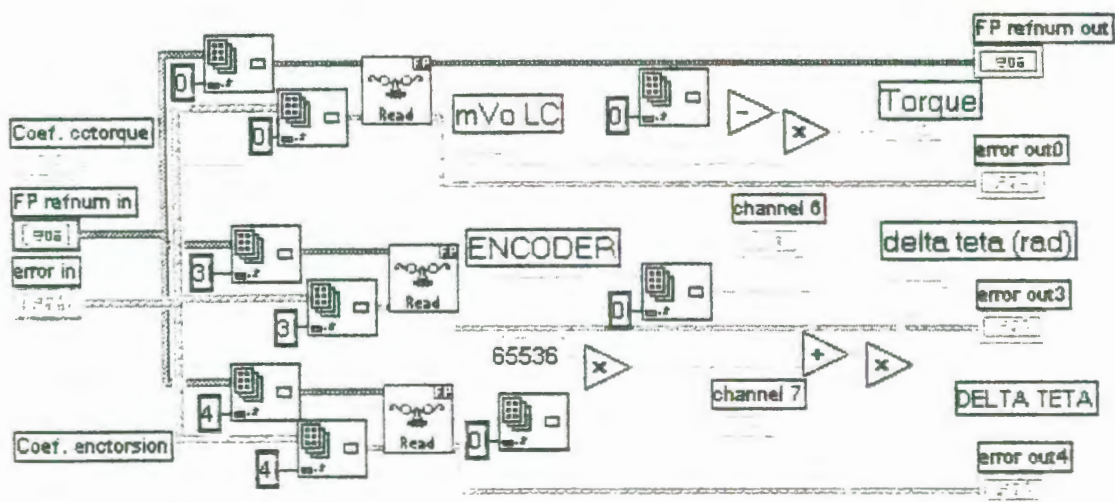 FP refnum out
FP
0
Read
0
mVo LC
0
Torque
Coef. cctorque
error out0
FP refnum in
channel 6
ENCODER
delta teta (rad)
error in
3
Read
3
0
error out3
65536
channel 7
4
Read
0
DELTA TETA
Coef. enctorsion
4
error out4